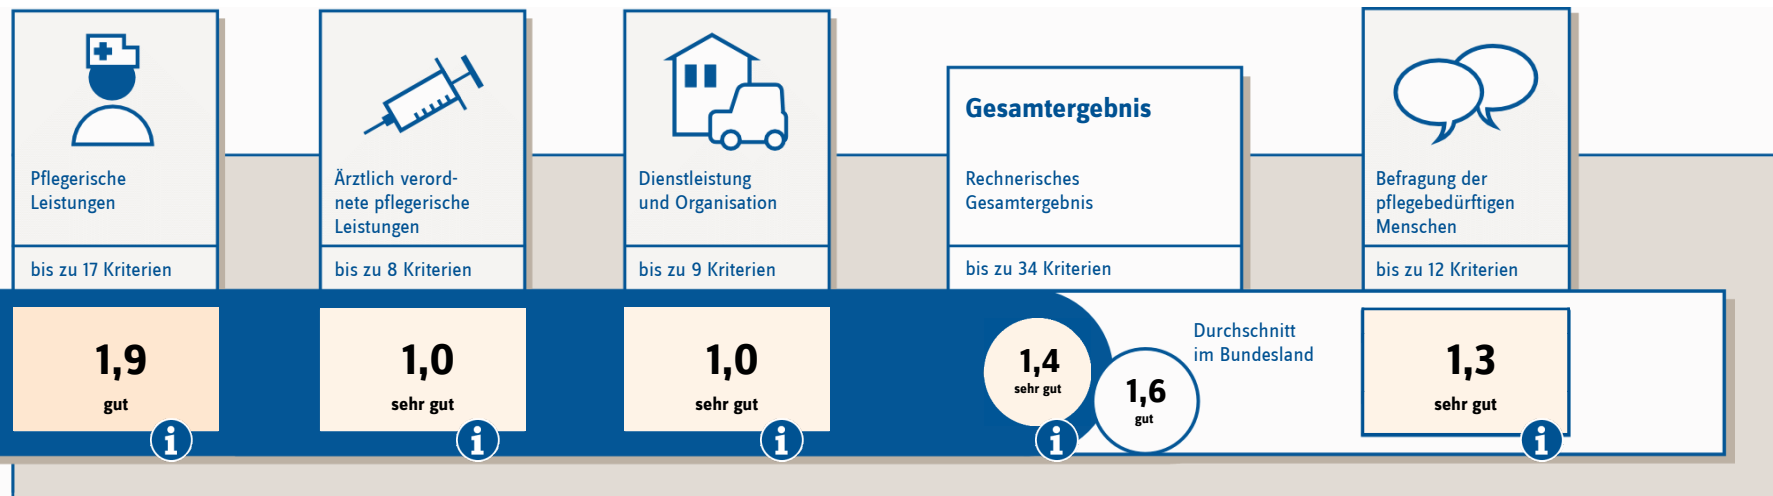 Pflegerische
Leistungen
bis zu 17 Kriterien
1,9
gut
i
Ärztlich verord-
nete pflegerische
Leistungen
bis zu 8 Kriterien
1,0
sehr gut
i
Dienstleistung
und Organisation
bis zu 9 Kriterien
1,0
sehr gut
i
Gesamtergebnis
Rechnerisches
Gesamtergebnis
bis zu 34 Kriterien
1,4
sehr gut
i
1,6
gut
Durchschnitt
im Bundesland
Befragung der
pflegebedürftigen
Menschen
bis zu 12 Kriterien
1,3
sehr gut
i